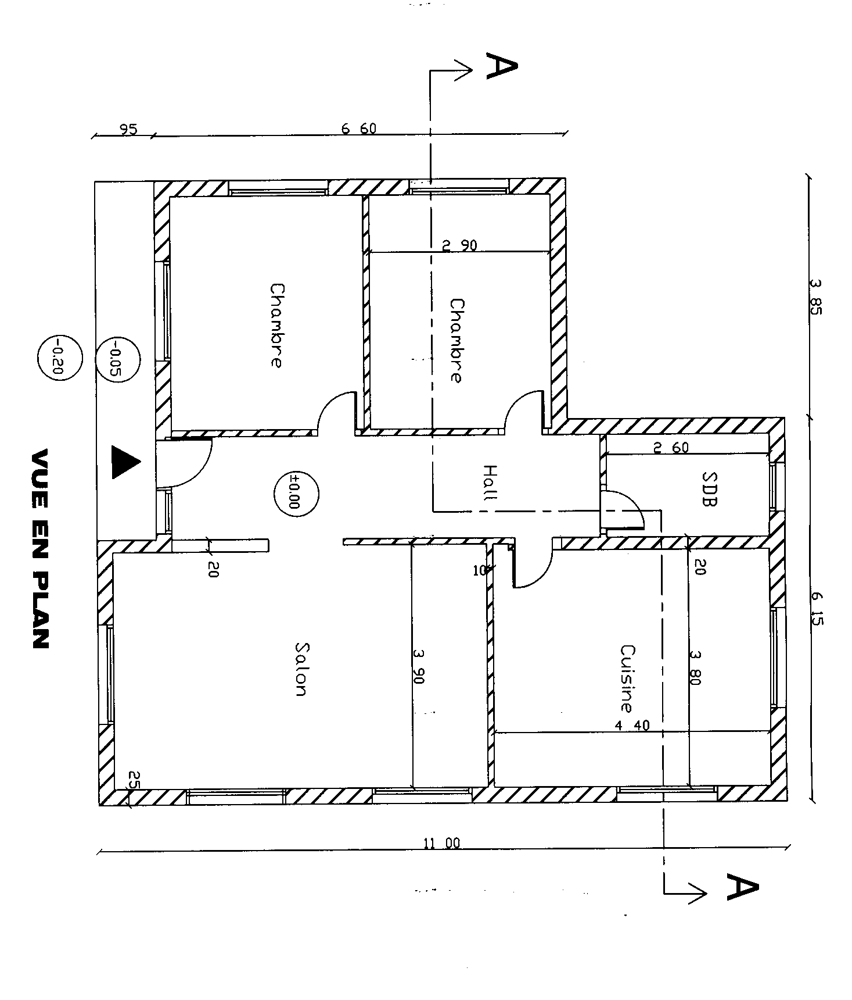 A
95
6 60
2 90
3 85
Chambre
Chambre
-0.20
-0.05
2 60
SDB
Hall
±0.00
VUE EN PLAN
20
10
20
6 15
Salon
3 90
Cuisine
3 80
4 40
25
11 00
A